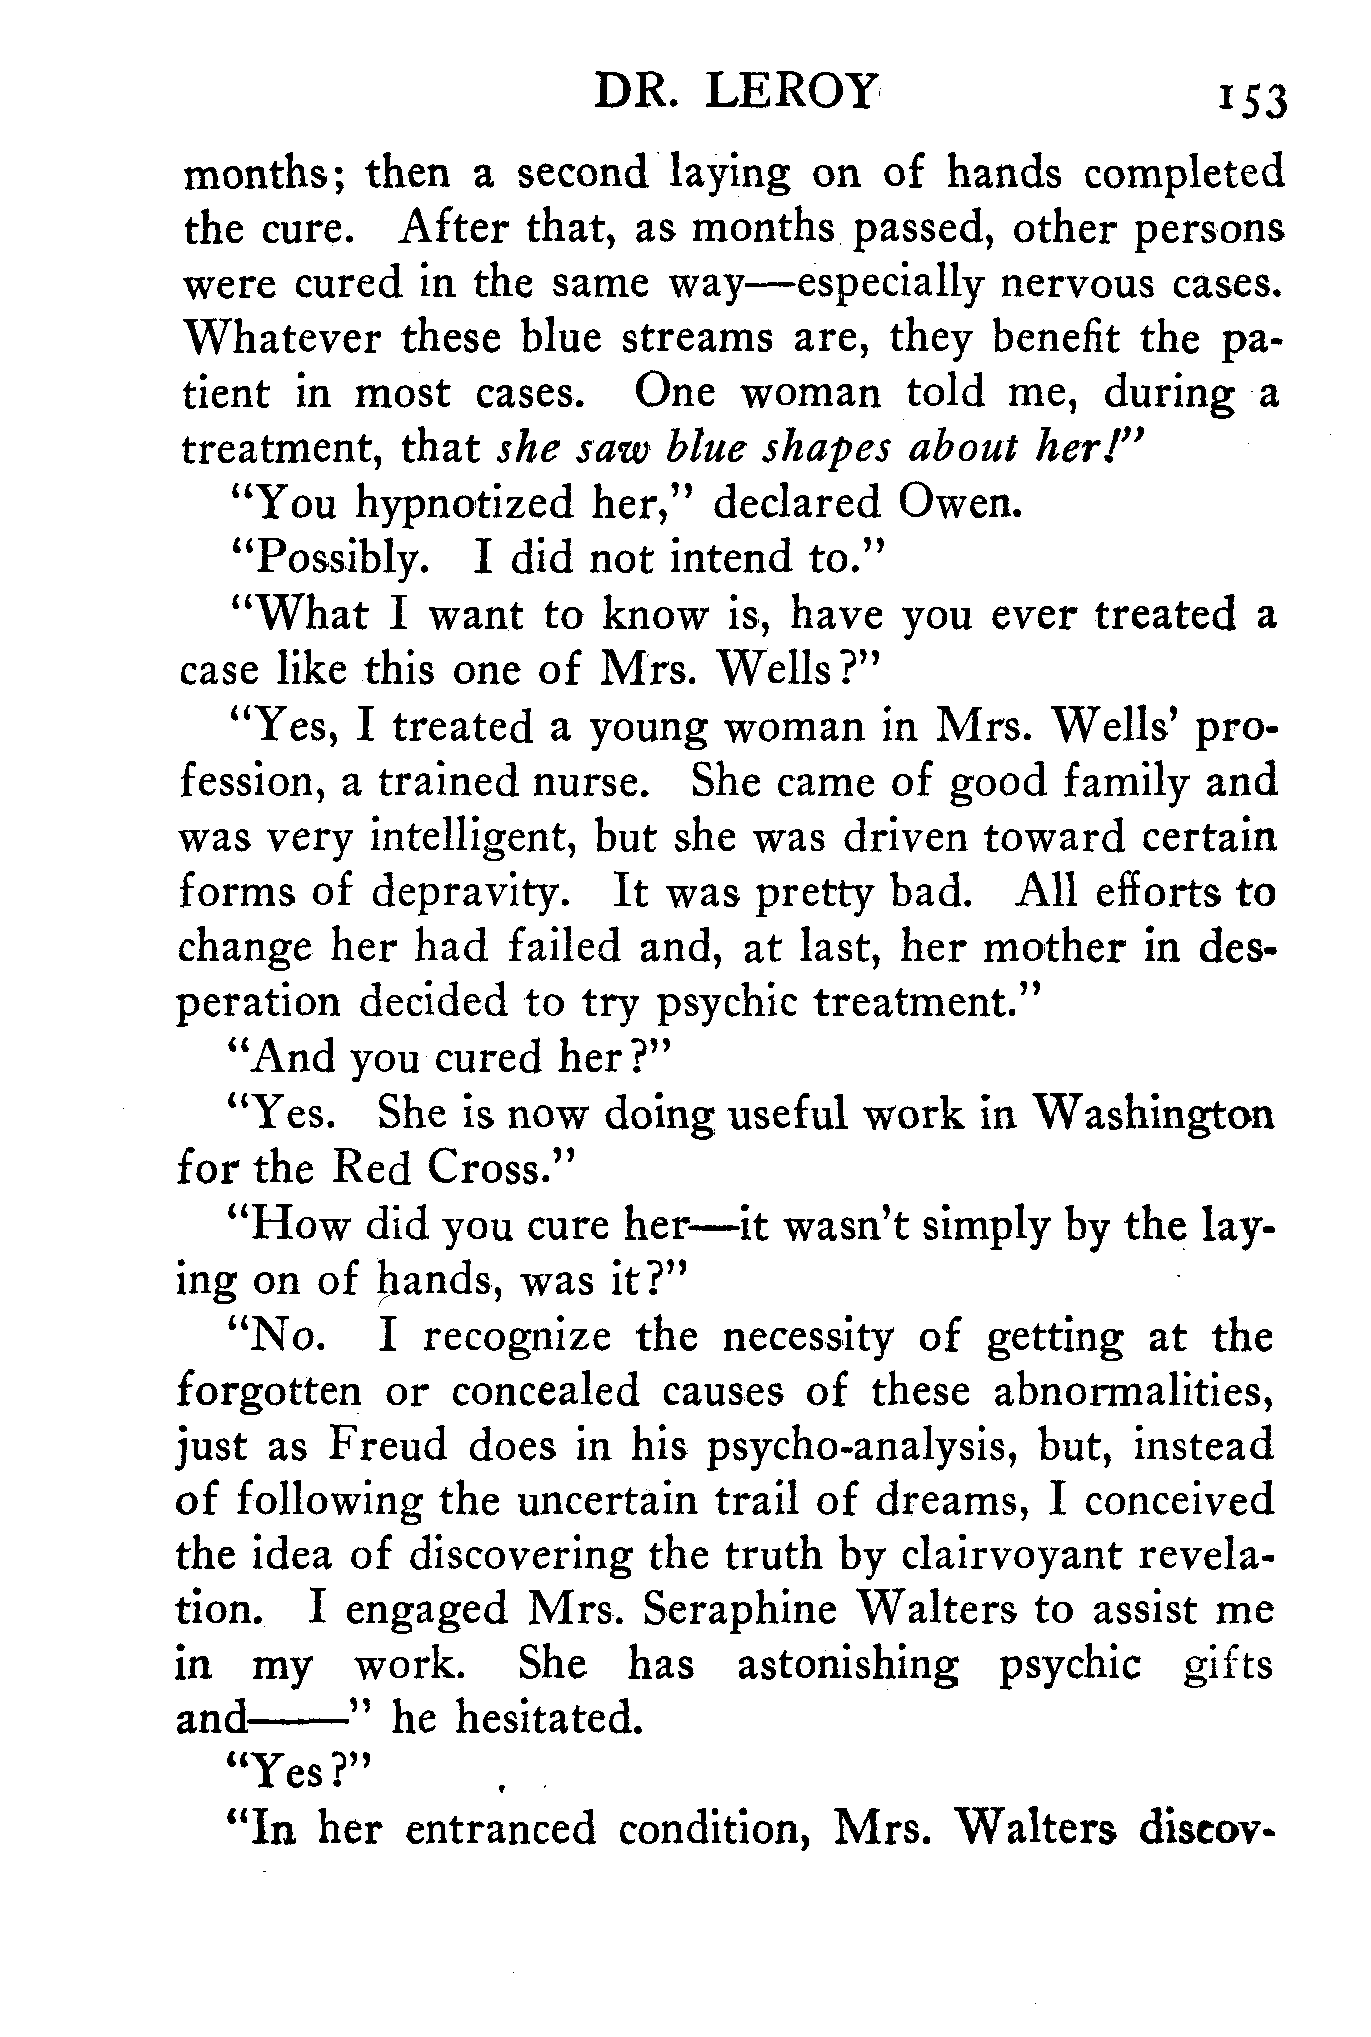 DR. LEROY 153
months; then a second laying on of hands completed
the cure. After that, as months passed, other persons
were cured in the same way—especially nervous cases.
Whatever these blue streams are, they benefit the pa-
tient in most cases. One woman told me, during a
treatment, that she saw blue shapes about her!"
"You hypnotized her," declared Owen.
"Possibly. I did not intend to."
"What I want to know is, have you ever treated a
case like this one of Mrs. Wells?"
"Yes, I treated a young woman in Mrs. Wells' pro-
fession, a trained nurse. She came of good family and
was very intelligent, but she was driven toward certain
forms of depravity. It was pretty bad. All efforts to
change her had failed and, at last, her mother in des-
peration decided to try psychic treatment."
"And you cured her?"
"Yes. She is now doing useful work in Washington
for the Red Cross."
"How did you cure her—it wasn't simply by the lay-
ing on of hands, was it?"
"No. I recognize the necessity of getting at the
forgotten or concealed causes of these abnormalities,
just as Freud does in his psycho-analysis, but, instead
of following the uncertain trail of dreams, I conceived
the idea of discovering the truth by clairvoyant revela-
tion. I engaged Mrs. Seraphine Walters to assist me
in my work. She has astonishing psychic gifts
and——" he hesitated.
"Yes?"
"In her entranced condition, Mrs. Walters discov-